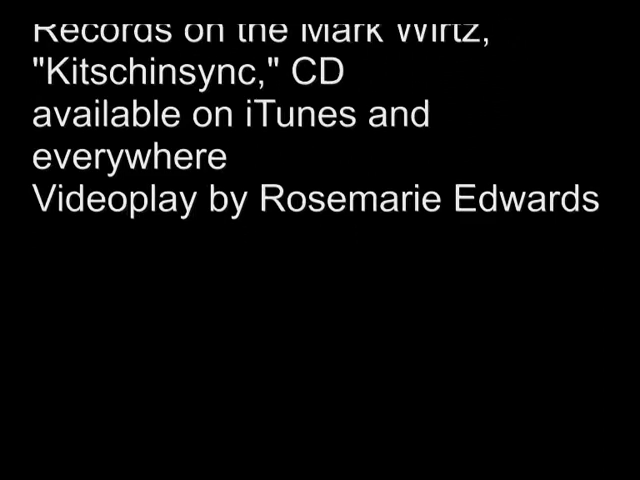 Records on the Mark Wirtz,
"Kitschinsync," CD
available on iTunes and
everywhere
Videoplay by Rosemarie Edwards